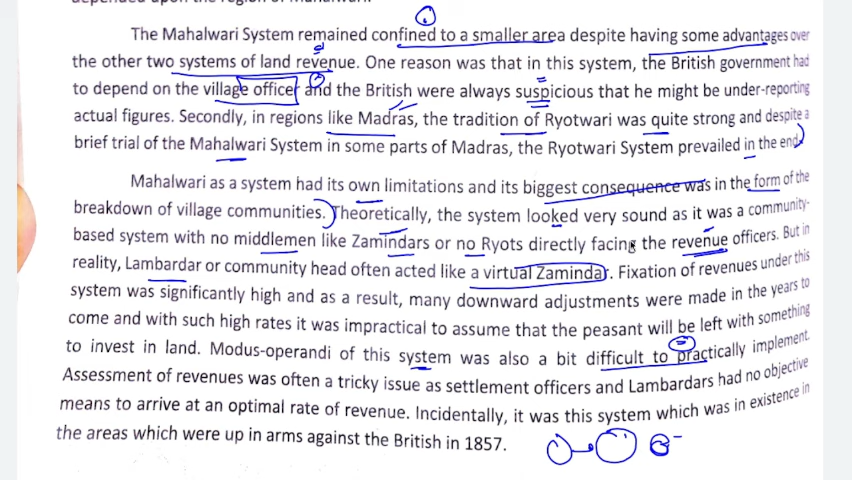 depended upon the region of Mahalwari.
The Mahalwari System remained confined to a smaller area despite having some advantages over
the other two systems of land revenue. One reason was that in this system, the British government had
to depend on the village officer and the British were always suspicious that he might be under-reporting
actual figures. Secondly, in regions like Madras, the tradition of Ryotwari was quite strong and despite a
brief trial of the Mahalwari System in some parts of Madras, the Ryotwari System prevailed in the end.
Mahalwari as a system had its own limitations and its biggest consequence was in the form of the
breakdown of village communities. Theoretically, the system looked very sound as it was a community-
based system with no middlemen like Zamindars or no Ryots directly facing the revenue officers. But in
reality, Lambardar or community head often acted like a virtual Zamindar. Fixation of revenues under this
system was significantly high and as a result, many downward adjustments were made in the years to
come and with such high rates it was impractical to assume that the peasant will be left with something
to invest in land. Modus-operandi of this system was also a bit difficult to practically implement.
Assessment of revenues was often a tricky issue as settlement officers and Lambardars had no objective
means to arrive at an optimal rate of revenue. Incidentally, it was this system which was in existence in
the areas which were up in arms against the British in 1857.